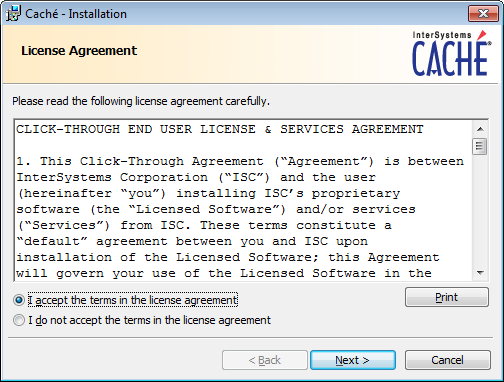 Caché - Installation
License Agreement
InterSystems
CACHÉ
Please read the following license agreement carefully.
CLICK-THROUGH END USER LICENSE & SERVICES AGREEMENT
1. This Click-Through Agreement (“Agreement”) is between
InterSystems Corporation (“ISC”) and the user
(hereinafter “you”) installing ISC’s proprietary
software (the “Licensed Software”) and/or services
(“Services”) from ISC. These terms constitute a
“default” agreement between you and ISC upon
installation of the Licensed Software; this Agreement
will govern your use of the Licensed Software in the
I accept the terms in the license agreement
Print
I do not accept the terms in the license agreement
< Back
Next >
Cancel